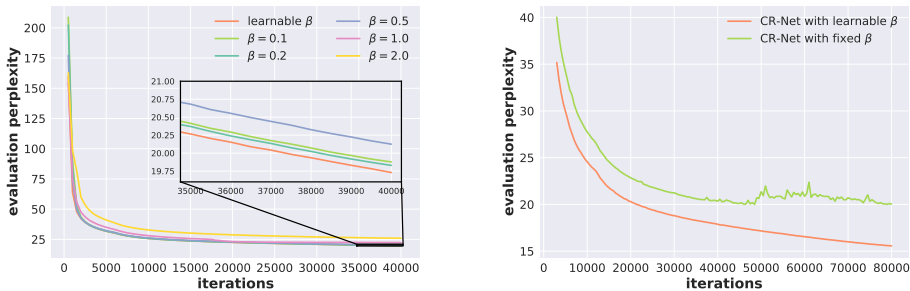 200
175
150
125
100
75
50
25
evaluation perplexity
learnable β
β = 0.1
β = 0.2
β = 0.5
β = 1.0
β = 2.0
21.00
20.75
20.50
20.25
20.00
19.75
35000 36000 37000 38000 39000 40000
0 5000 10000 15000 20000 25000 30000 35000 40000
iterations
40
35
30
25
20
15
evaluation perplexity
CR-Net with learnable β
CR-Net with fixed β
0 10000 20000 30000 40000 50000 60000 70000 80000
iterations